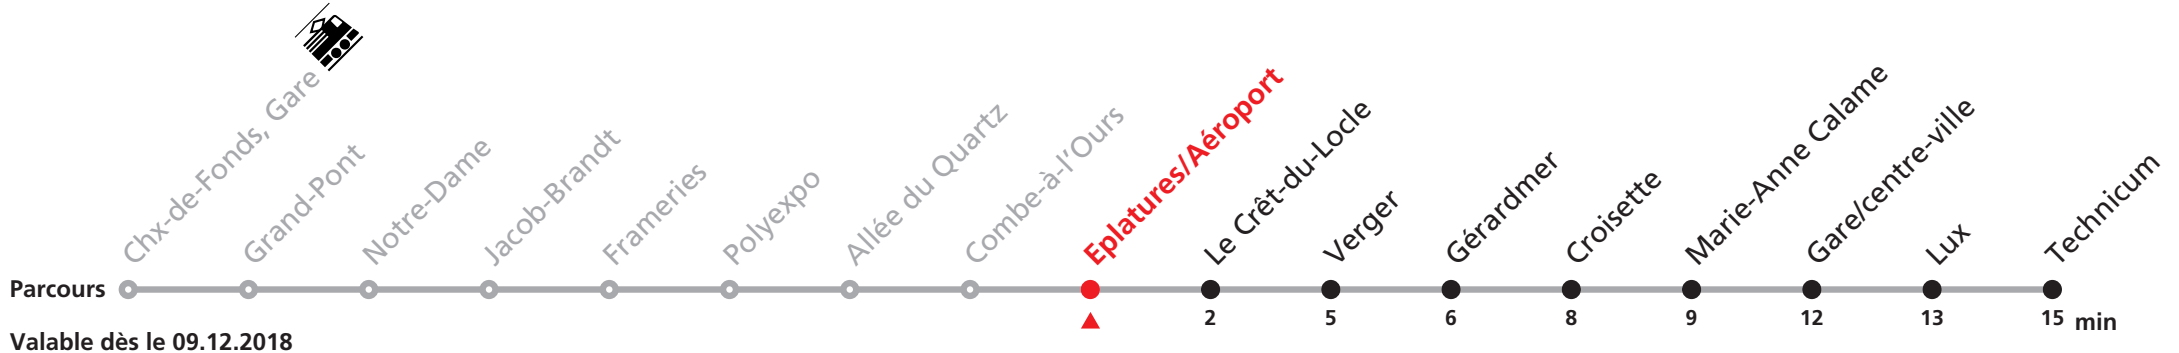 Chx-de-Fonds, Gare
Grand-Pont
Notre-Dame
Jacob-Brandt
Frameries
Polyexpo
Allée du Quartz
Combe-à-l'Ours
Eplatures/Aéroport
Le Crêt-du-Locle
Verger
Gérardmer
Croisette
Marie-Anne Calame
Gare/centre-ville
Lux
Technicum
Parcours
2 5 6 8 9 12 13 15 min
Valable dès le 09.12.2018